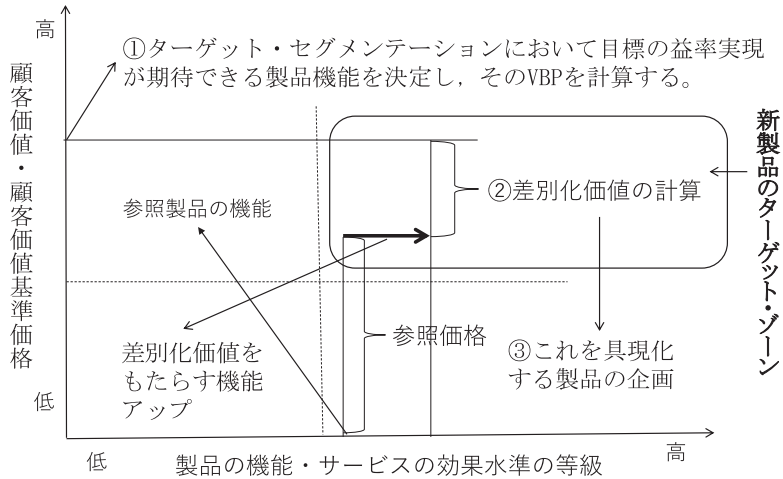 高
①ターゲット・セグメンテーションにおいて目標の益率実現
が期待できる製品機能を決定し，そのVBPを計算する。
顧客価値・顧客価値基準価格
新製品のターゲット・ゾーン
参照製品の機能
②差別化価値の計算
参照価格
差別化価値を
もたらす機能
アップ
③これを具現化
する製品の企画
低
低
製品の機能・サービスの効果水準の等級
高